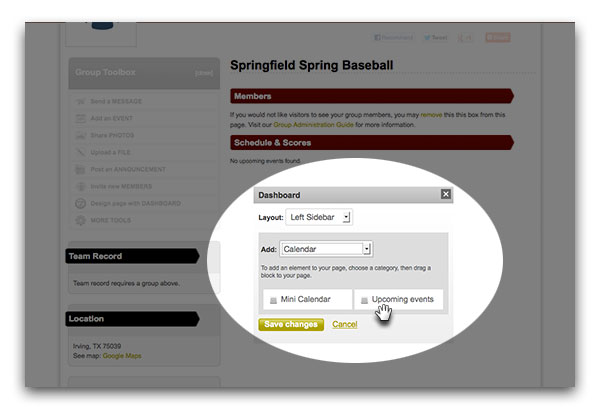 Recommend
Tweet
Share
Group Toolbox
Springfield Spring Baseball
Send a MESSAGE
Add an EVENT
Share PHOTOS
Upload a FILE
Post an ANNOUNCEMENT
Invite new MEMBERS
Design page with DASHBOARD
MORE TOOLS
Members
If you would not like visitors to see your group members, you may remove this this box from this
page. Visit our Group Administration Guide for more information.
Schedule & Scores
No upcoming events found.
Team Record
Team record requires a group above.
Location
Irving, TX 75039
See map: Google Maps
Dashboard
Layout: Left Sidebar
Add: Calendar
To add an element to your page, choose a category, then drag a
block to your page.
Mini Calendar
Upcoming events
Save changes Cancel